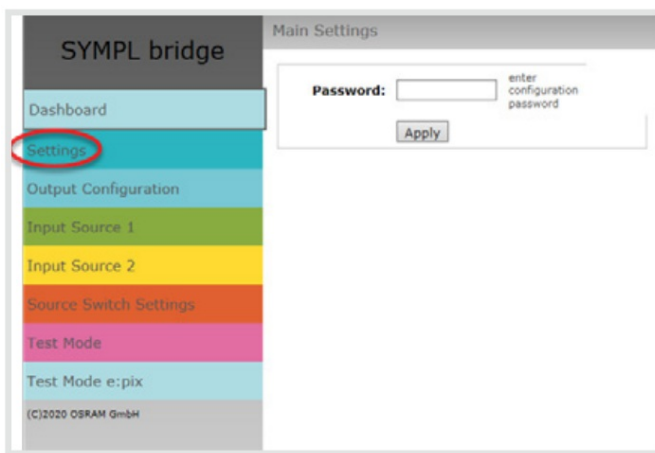 SYMPL bridge
Dashboard
Settings
Output Configuration
Input Source 1
Input Source 2
Source Switch Settings
Test Mode
Test Mode e:pix
(C)2020 OSRAM GmbH
Main Settings
Password:
enter
configuration
password
Apply